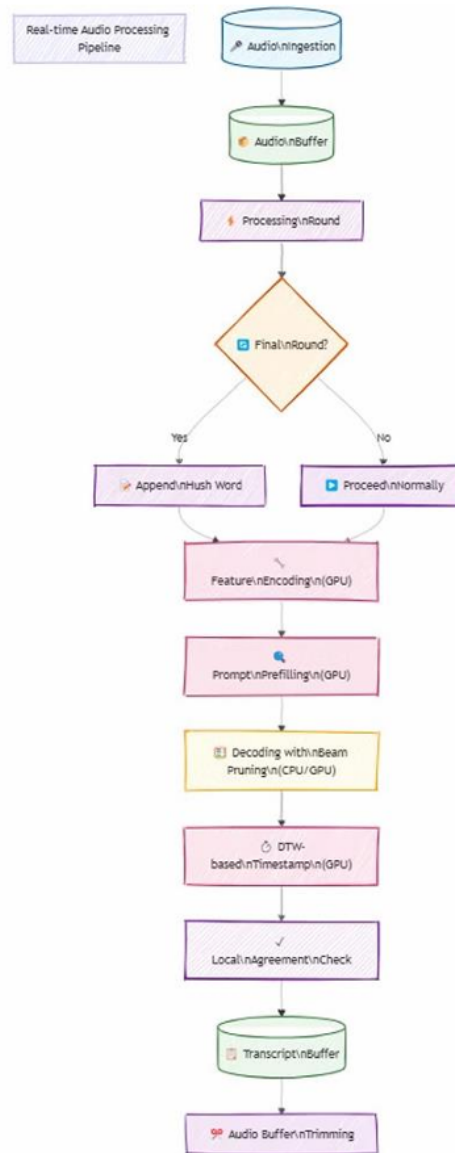 Real-time Audio Processing
Pipeline
Audio\nIngestion
Audio\nBuffer
Processing\nRound
Final\nRound?
Yes
No
Append\nHush Word
Proceed\nNormally
Feature\nEncoding\n(GPU)
Prompt\nPrefilling\n(GPU)
Decoding with\nBeam
Pruning\n(CPU/GPU)
DTW-
based\nTimestamp\n(GPU)
Local\nAgreement\nCheck
Transcript\nBuffer
Audio Buffer\nTrimming